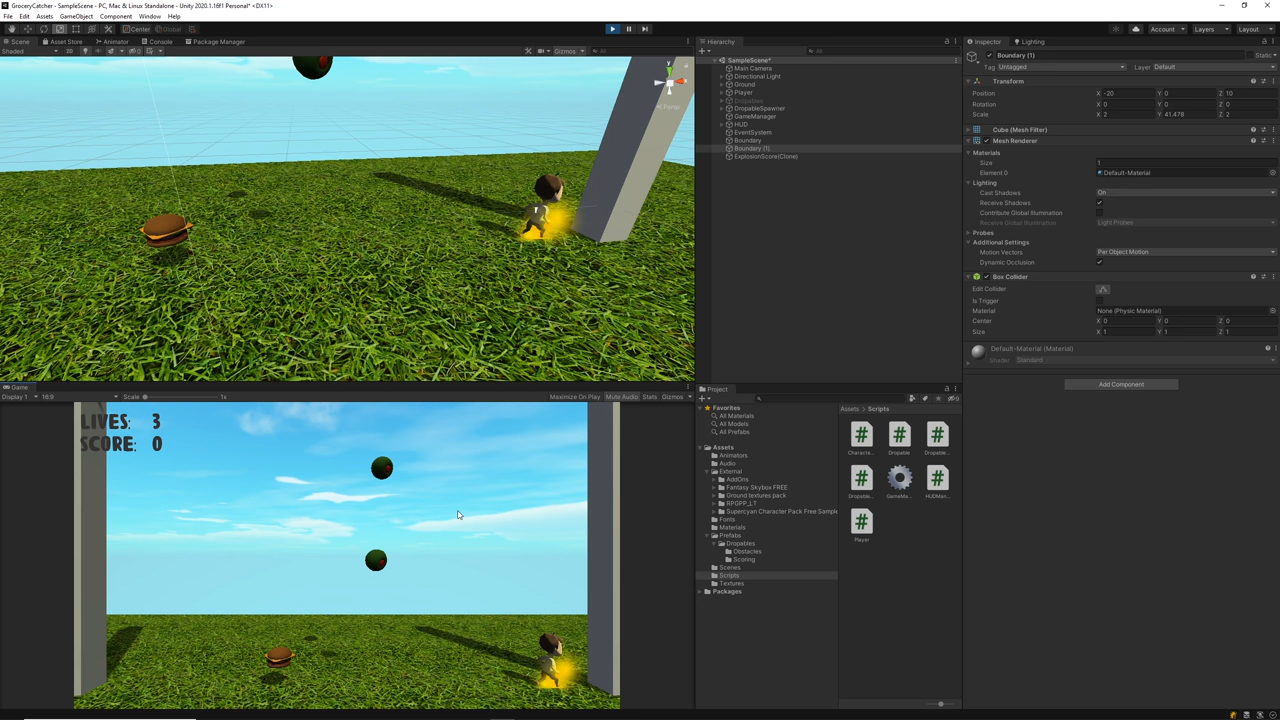 GroceryCatcher - SampleScene - PC, Mac & Linux Standalone - Unity 2020.1.16f1 Personal* <DX11>
File Edit Assets GameObject Component Window Help
Center Global Account Layers Layout
Scene Asset Store Animator Console Package Manager
Shaded 2D Gizmos All
y
x
Persp
Game
Display 1 16:9 Scale 1x Maximize On Play Mute Audio Stats Gizmos
LIVES: 3
SCORE: 0
Hierarchy
All
SampleScene*
Main Camera
Directional Light
Ground
Player
Dropables
DropableSpawner
GameManager
HUD
EventSystem
Boundary
Boundary (1)
ExplosionScore(Clone)
Project
Favorites
All Materials
All Models
All Prefabs
Assets
Animators
Audio
External
AddOns
Fantasy Skybox FREE
Ground textures pack
RPGPP_LT
Supercyan Character Pack Free Sample
Fonts
Materials
Prefabs
Dropables
Obstacles
Scoring
Scenes
Scripts
Textures
Packages
Assets > Scripts
Characte... Dropable Dropable...
Dropable... GameMa... HUDMan...
Player
Inspector Lighting
Boundary (1) Static
Tag Untagged Layer Default
Transform
Position X -20 Y 0 Z 10
Rotation X 0 Y 0 Z 0
Scale X 2 Y 41.478 Z 2
Cube (Mesh Filter)
Mesh Renderer
Materials
Size 1
Element 0 Default-Material
Lighting
Cast Shadows On
Receive Shadows
Contribute Global Illumination
Receive Global Illumination Light Probes
Probes
Additional Settings
Motion Vectors Per Object Motion
Dynamic Occlusion
Box Collider
Edit Collider
Is Trigger
Material None (Physic Material)
Center X 0 Y 0 Z 0
Size X 1 Y 1 Z 1
Default-Material (Material)
Shader Standard
Add Component